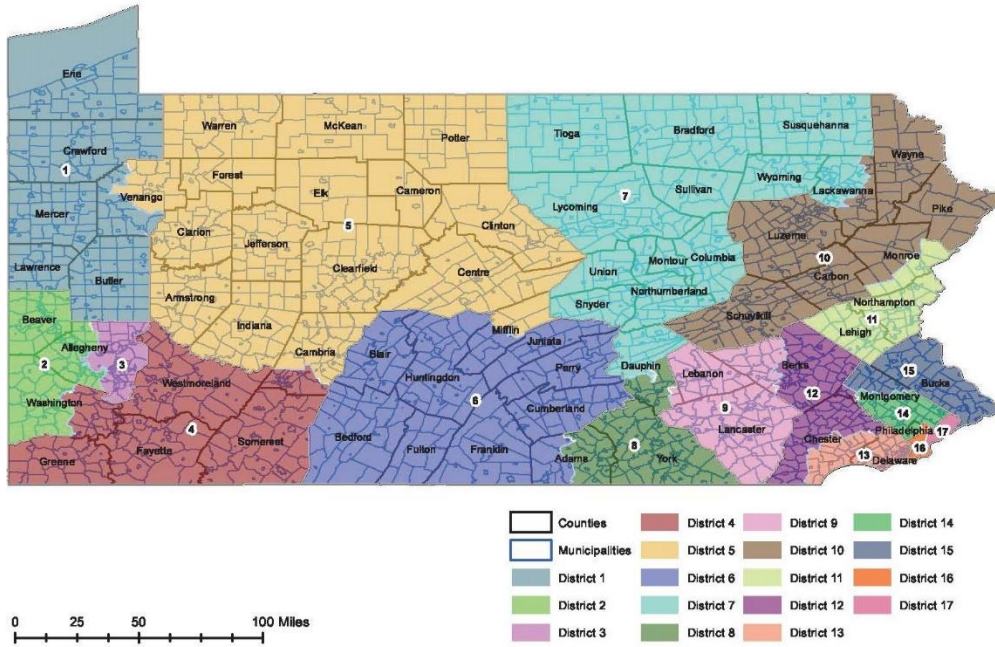 Erie
Crawford
1
Mercer
Lawrence
Butler
Venango
Warren
McKean
Potter
Forest
Elk
Cameron
5
Clarion
Jefferson
Clinton
Clearfield
Centre
Armstrong
Indiana
Cambria
Mifflin
Tioga
Bradford
Susquehanna
Wyoming
Lackawanna
Lycoming
7
Sullivan
Union
Montour
Columbia
Snyder
Northumberland
Wayne
Pike
Luzerne
10
Monroe
Carbon
Schuylkill
Northampton
11
Lehigh
Beaver
Allegheny
2
3
Washington
Westmoreland
4
Greene
Fayette
Somerset
Blair
Juniata
Huntingdon
Perry
6
Cumberland
Bedford
Fulton
Franklin
Dauphin
Adams
8
York
Lebanon
9
Lancaster
Berks
12
Chester
15
Bucks
Montgomery
14
Philadelphia
17
16
13
Delaware
Counties
Municipalities
District 1
District 2
District 3
District 4
District 5
District 6
District 7
District 8
District 9
District 10
District 11
District 12
District 13
District 14
District 15
District 16
District 17
0 25 50 100 Miles